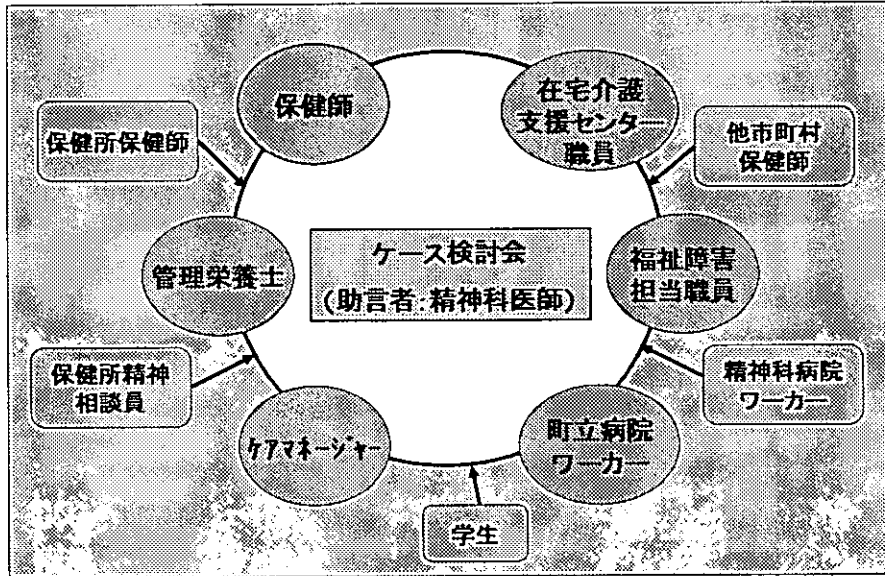 保健師
在宅介護
支援センター
職員
保健所保健師
他市町村
保健師
管理栄養士
ケース検討会
(助言者:精神科医師)
福祉障害
担当職員
保健所精神
相談員
精神科病院
ワーカー
ケアマネージャー
町立病院
ワーカー
学生